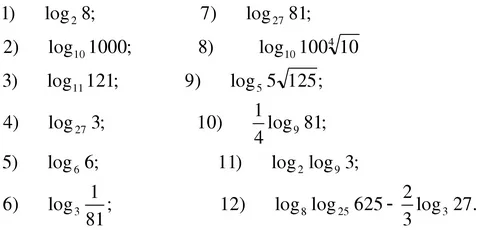 1) log₂ 8; 7) log₂₇ 81;
2) log₁₀ 1000; 8) log₁₀ 100∜10
3) log₁₁ 121; 9) log₅ 5√125;
4) log₂₇ 3; 10) 1/4 log₉ 81;
5) log₆ 6; 11) log₂ log₉ 3;
6) log₃ 1/81; 12) log₈ log₂₅ 625 - 2/3 log₃ 27.